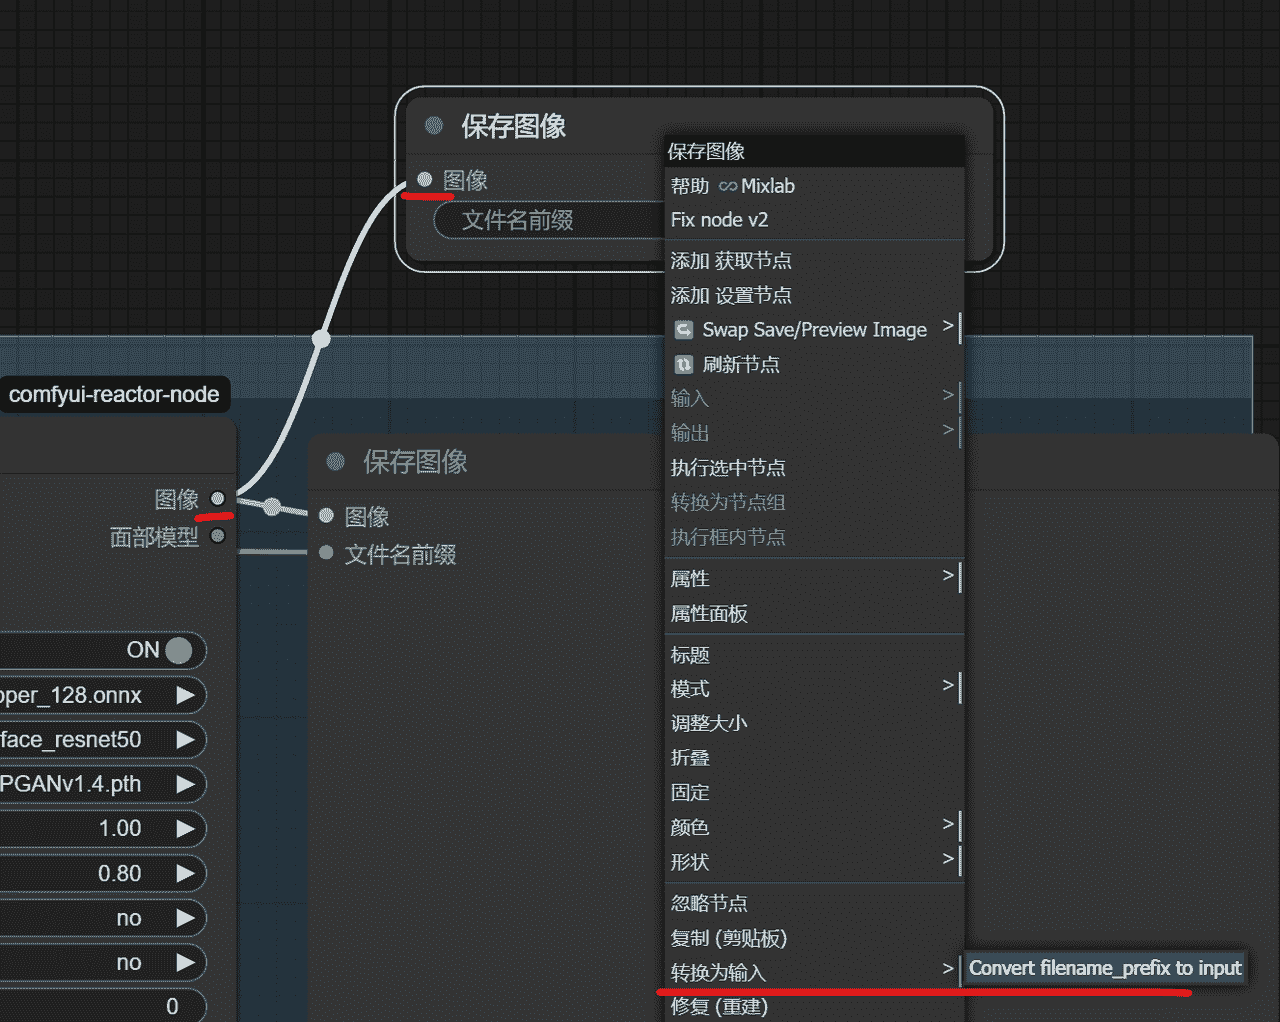 保存图像
图像
文件名前缀
保存图像
帮助 ∞ Mixlab
Fix node v2
添加 获取节点
添加 设置节点
Swap Save/Preview Image >
刷新节点
输入 >
输出 >
执行选中节点
转换为节点组
执行框内节点
属性 >
属性面板
标题
模式 >
调整大小
折叠
固定
颜色 >
形状 >
忽略节点
复制 (剪贴板)
转换为输入 >
Convert filename_prefix to input
修复 (重建)
comfyui-reactor-node
图像
面部模型
保存图像
图像
文件名前缀
ON
pper_128.onnx
face_resnet50
PGANv1.4.pth
1.00
0.80
no
no
0